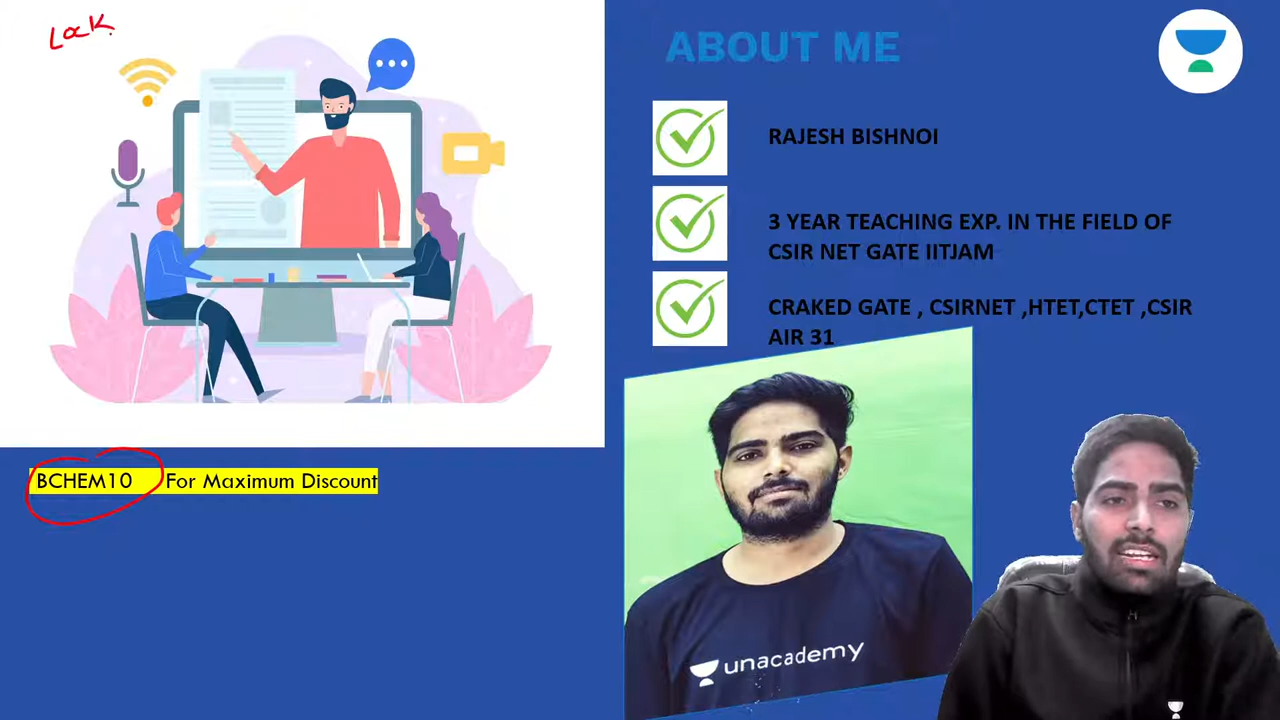 Lock.
ABOUT ME
RAJESH BISHNOI
3 YEAR TEACHING EXP. IN THE FIELD OF
CSIR NET GATE IITJAM
CRAKED GATE , CSIRNET ,HTET,CTET ,CSIR
AIR 31
BCHEM10 For Maximum Discount
unacademy